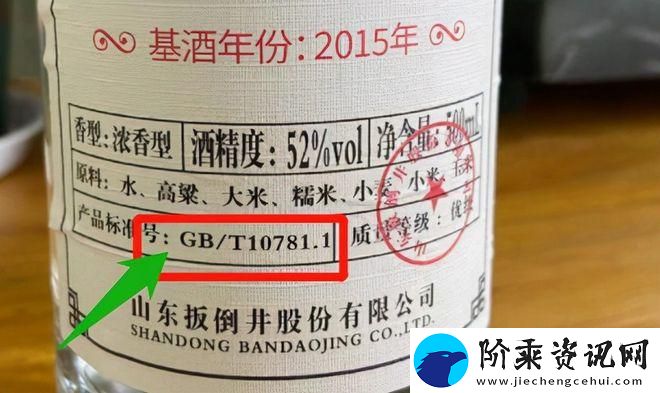 基酒年份：2015年
香型：浓香型 酒精度：52%vol 净含量：500mL
原料：水、高粱、大米、糯米、小麦、小米、玉米
产品标准号：GB/T10781.1 质量等级：优级
山东扳倒井股份有限公司
SHANDONG BANDAOJING CO.,LTD.
阶乘资讯网
www.jiechengcehui.com